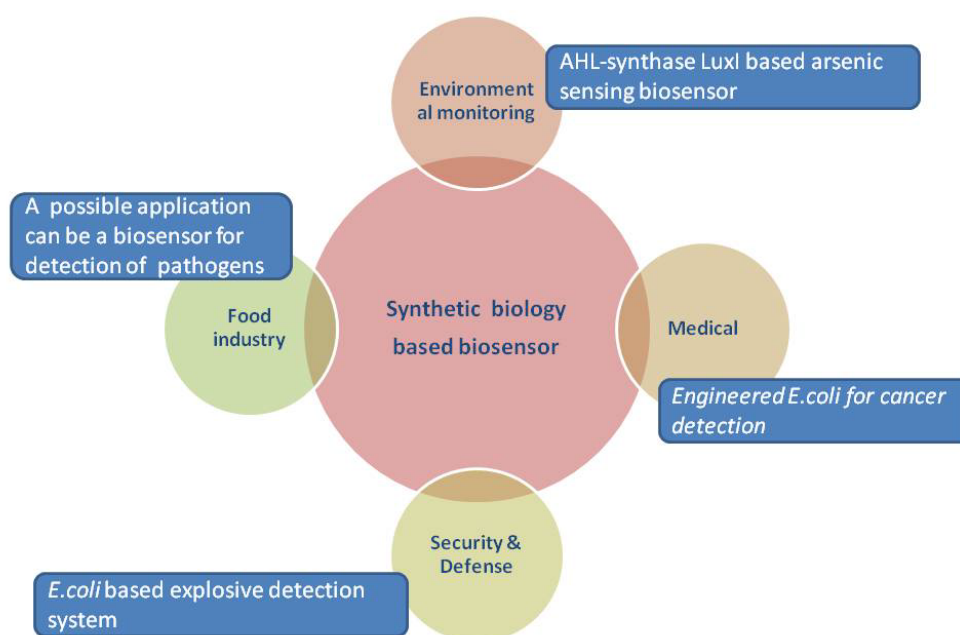 Environment
al monitoring
AHL-synthase LuxI based arsenic
sensing biosensor
A possible application
can be a biosensor for
detection of pathogens
Food
industry
Synthetic biology
based biosensor
Medical
Engineered E.coli for cancer
detection
Security &
Defense
E.coli based explosive detection
system